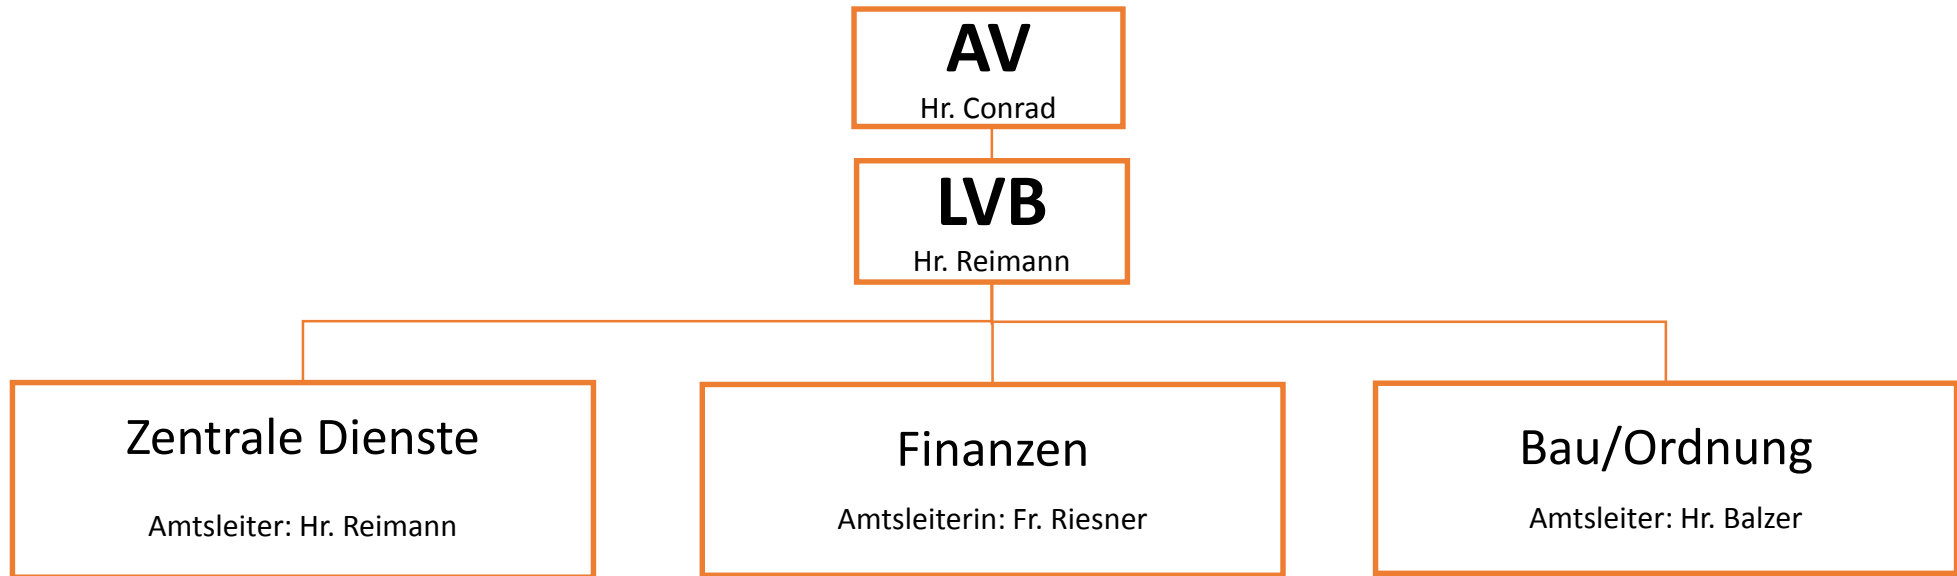 AV
Hr. Conrad
LVB
Hr. Reimann
Zentrale Dienste
Amtsleiter: Hr. Reimann
Finanzen
Amtsleiterin: Fr. Riesner
Bau/Ordnung
Amtsleiter: Hr. Balzer